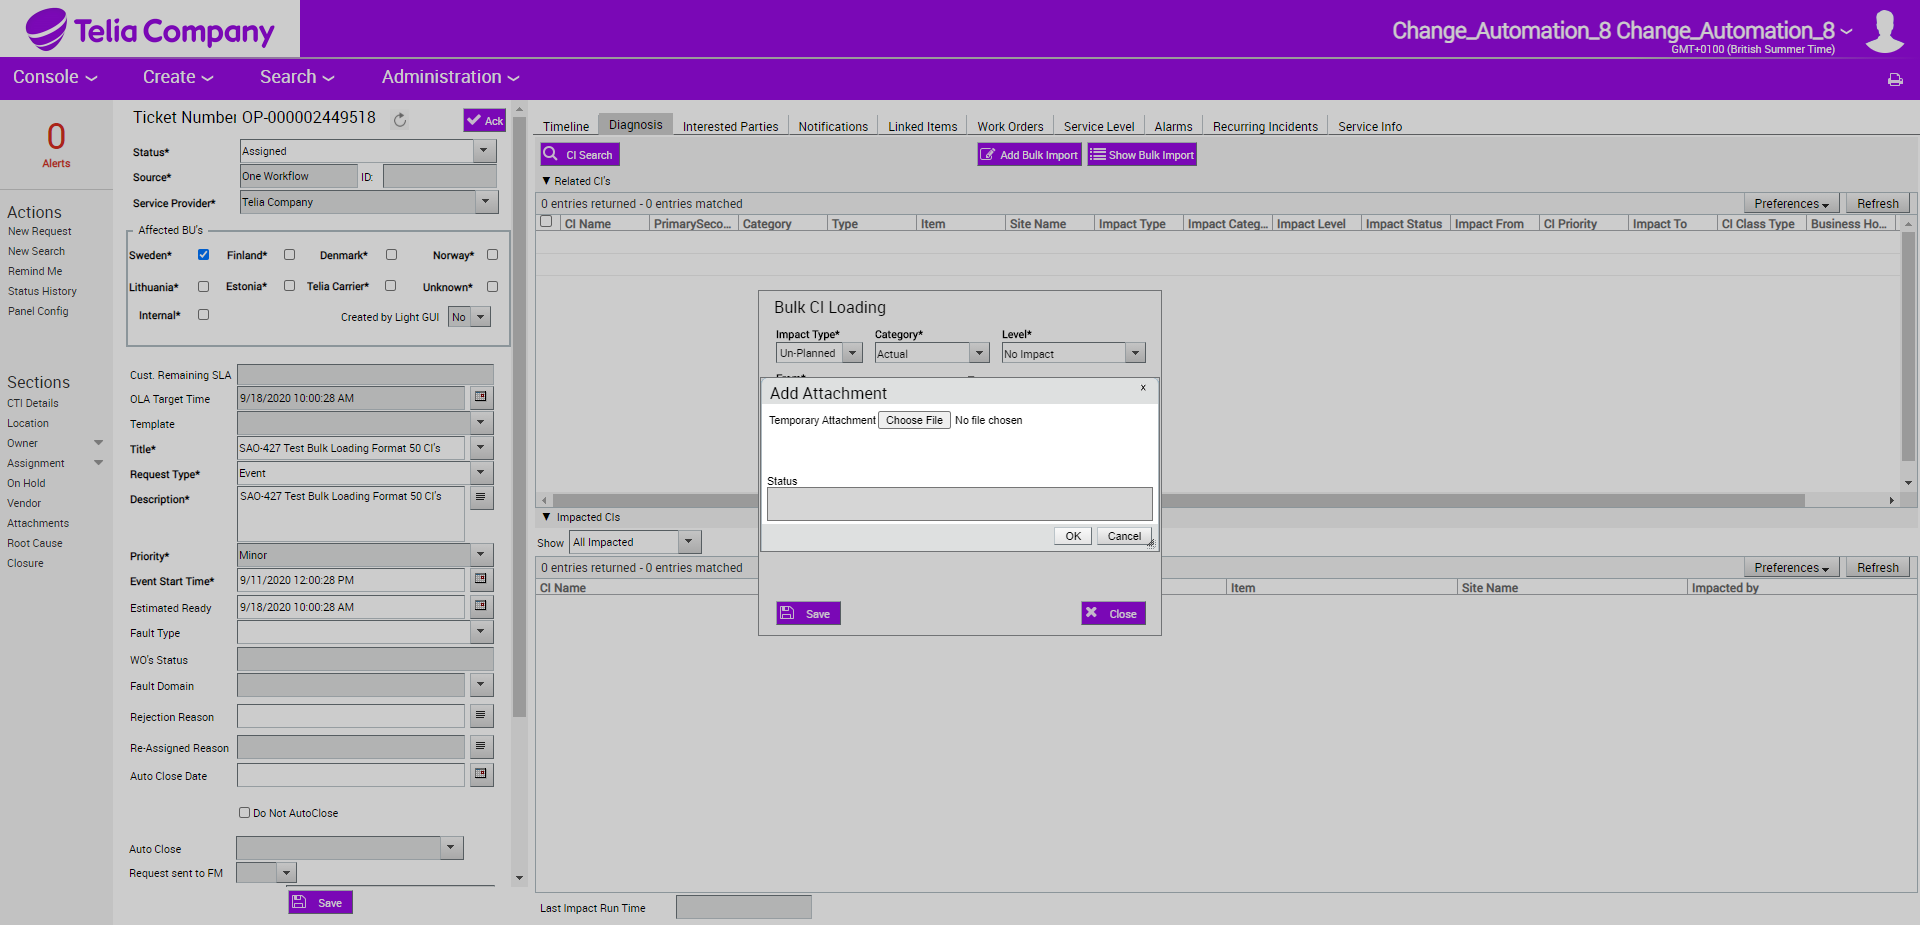 Telia Company
Change_Automation_8 Change_Automation_8
GMT+0100 (British Summer Time)
Console
Create
Search
Administration
0
Alerts
Actions
New Request
New Search
Remind Me
Status History
Panel Config
Sections
CTI Details
Location
Owner
Assignment
On Hold
Vendor
Attachments
Root Cause
Closure
Ticket Number OP-000002449518
Ack
Status* Assigned
Source* One Workflow ID:
Service Provider* Telia Company
Affected BU's
Sweden* Finland* Denmark* Norway*
Lithuania* Estonia* Telia Carrier* Unknown*
Internal* Created by Light GUI No
Cust. Remaining SLA
OLA Target Time 9/18/2020 10:00:28 AM
Template
Title* SAO-427 Test Bulk Loading Format 50 CI's
Request Type* Event
Description* SAO-427 Test Bulk Loading Format 50 CI's
Priority* Minor
Event Start Time* 9/11/2020 12:00:28 PM
Estimated Ready 9/18/2020 10:00:28 AM
Fault Type
WO's Status
Fault Domain
Rejection Reason
Re-Assigned Reason
Auto Close Date
Do Not AutoClose
Auto Close
Request sent to FM
Save
Timeline Diagnosis Interested Parties Notifications Linked Items Work Orders Service Level Alarms Recurring Incidents Service Info
CI Search Add Bulk Import Show Bulk Import
Related CI's
0 entries returned - 0 entries matched Preferences Refresh
CI Name PrimarySeco... Category Type Item Site Name Impact Type Impact Categ... Impact Level Impact Status Impact From CI Priority Impact To CI Class Type Business Ho...
Bulk CI Loading
Impact Type* Category* Level*
Un-Planned Actual No Impact
Add Attachment x
Temporary Attachment Choose File No file chosen
Status
OK Cancel
Save Close
Impacted CIs
Show All Impacted
0 entries returned - 0 entries matched Preferences Refresh
CI Name Item Site Name Impacted by
Last Impact Run Time